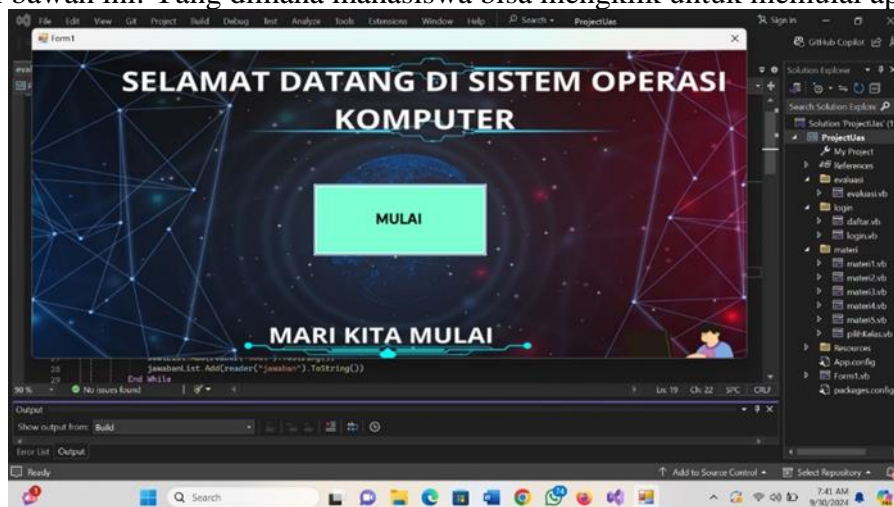 bawah ini. Yang dimana mahasiswa bisa mengklik untuk memulai
File Edit View Git Project Build Debug Test Analyze Tools Extensions Window Help Search ProjectUas Sign in
Form1
GitHub Copilot
SELAMAT DATANG DI SISTEM OPERASI
KOMPUTER
MULAI
MARI KITA MULAI
Solution Explorer
Search Solution Explorer
Solution 'ProjectUas' (1
ProjectUas
My Project
References
evaluasi
evaluasi.vb
login
daftar.vb
login.vb
materi
materi1.vb
materi2.vb
materi3.vb
materi4.vb
materi5.vb
pilihKelas.vb
Resources
App.config
Form1.vb
packages.config
28 jawabanList.Add(reader("jawaban").ToString())
29 End While
90 % No issues found Ln: 19 Ch: 22 SPC CRLF
Output
Show output from: Build
Error List Output
Ready Add to Source Control Select Repository
Search 74 7:41 AM
9/30/2024